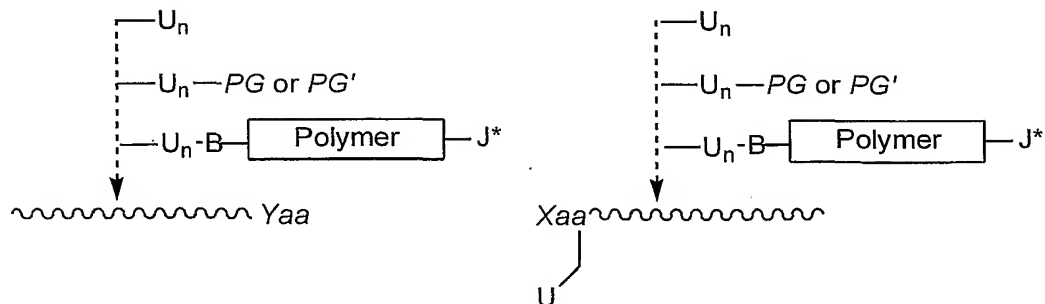 Uₙ
Uₙ—PG or PG'
Uₙ-B—Polymer—J*
Yaa
Uₙ
Uₙ—PG or PG'
Uₙ-B—Polymer—J*
Xaa
U